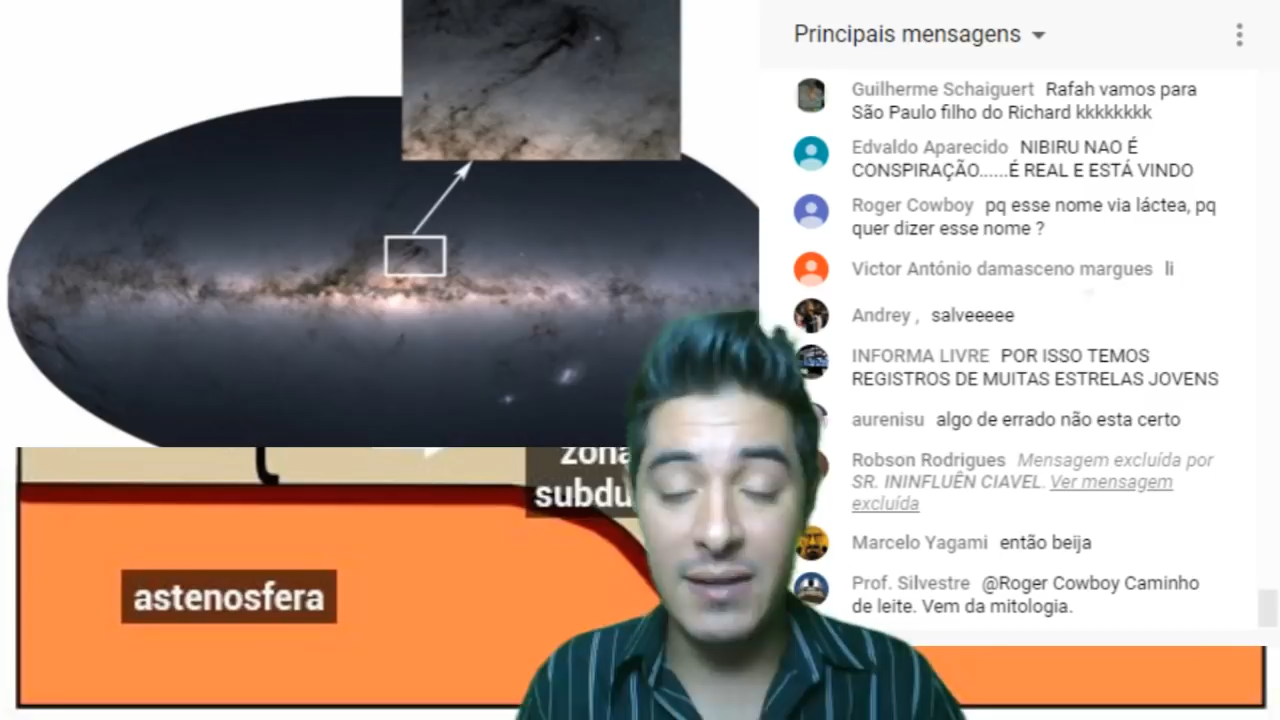 Principais mensagens
Guilherme Schaiguert Rafah vamos para
São Paulo filho do Richard kkkkkkkk
Edvaldo Aparecido NIBIRU NAO É
CONSPIRAÇÃO......É REAL E ESTÁ VINDO
Roger Cowboy pq esse nome via láctea, pq
quer dizer esse nome ?
Victor António damasceno margues li
Andrey , salveeeee
INFORMA LIVRE POR ISSO TEMOS
REGISTROS DE MUITAS ESTRELAS JOVENS
aurenisu algo de errado não esta certo
Robson Rodrigues Mensagem excluída por
SR. ININFLUÊN CIAVEL. Ver mensagem
excluída
Marcelo Yagami então beija
Prof. Silvestre @Roger Cowboy Caminho
de leite. Vem da mitologia.
zona
subdu
astenosfera